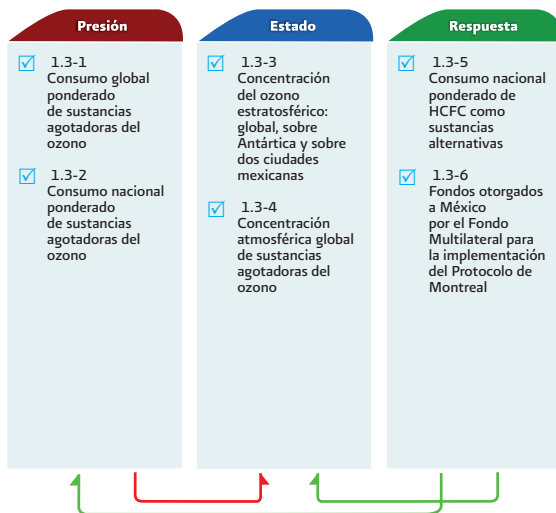 Presión
1.3-1
Consumo global
ponderado
de sustancias
agotadoras del
ozono
1.3-2
Consumo nacional
ponderado
de sustancias
agotadoras del
ozono
Estado
1.3-3
Concentración
del ozono
estratosférico:
global, sobre
Antártica y sobre
dos ciudades
mexicanas
1.3-4
Concentración
atmosférica global
de sustancias
agotadoras del
ozono
Respuesta
1.3-5
Consumo nacional
ponderado de
HCFC como
sustancias
alternativas
1.3-6
Fondos otorgados
a México
por el Fondo
Multilateral para
la implementación
del Protocolo de
Montreal